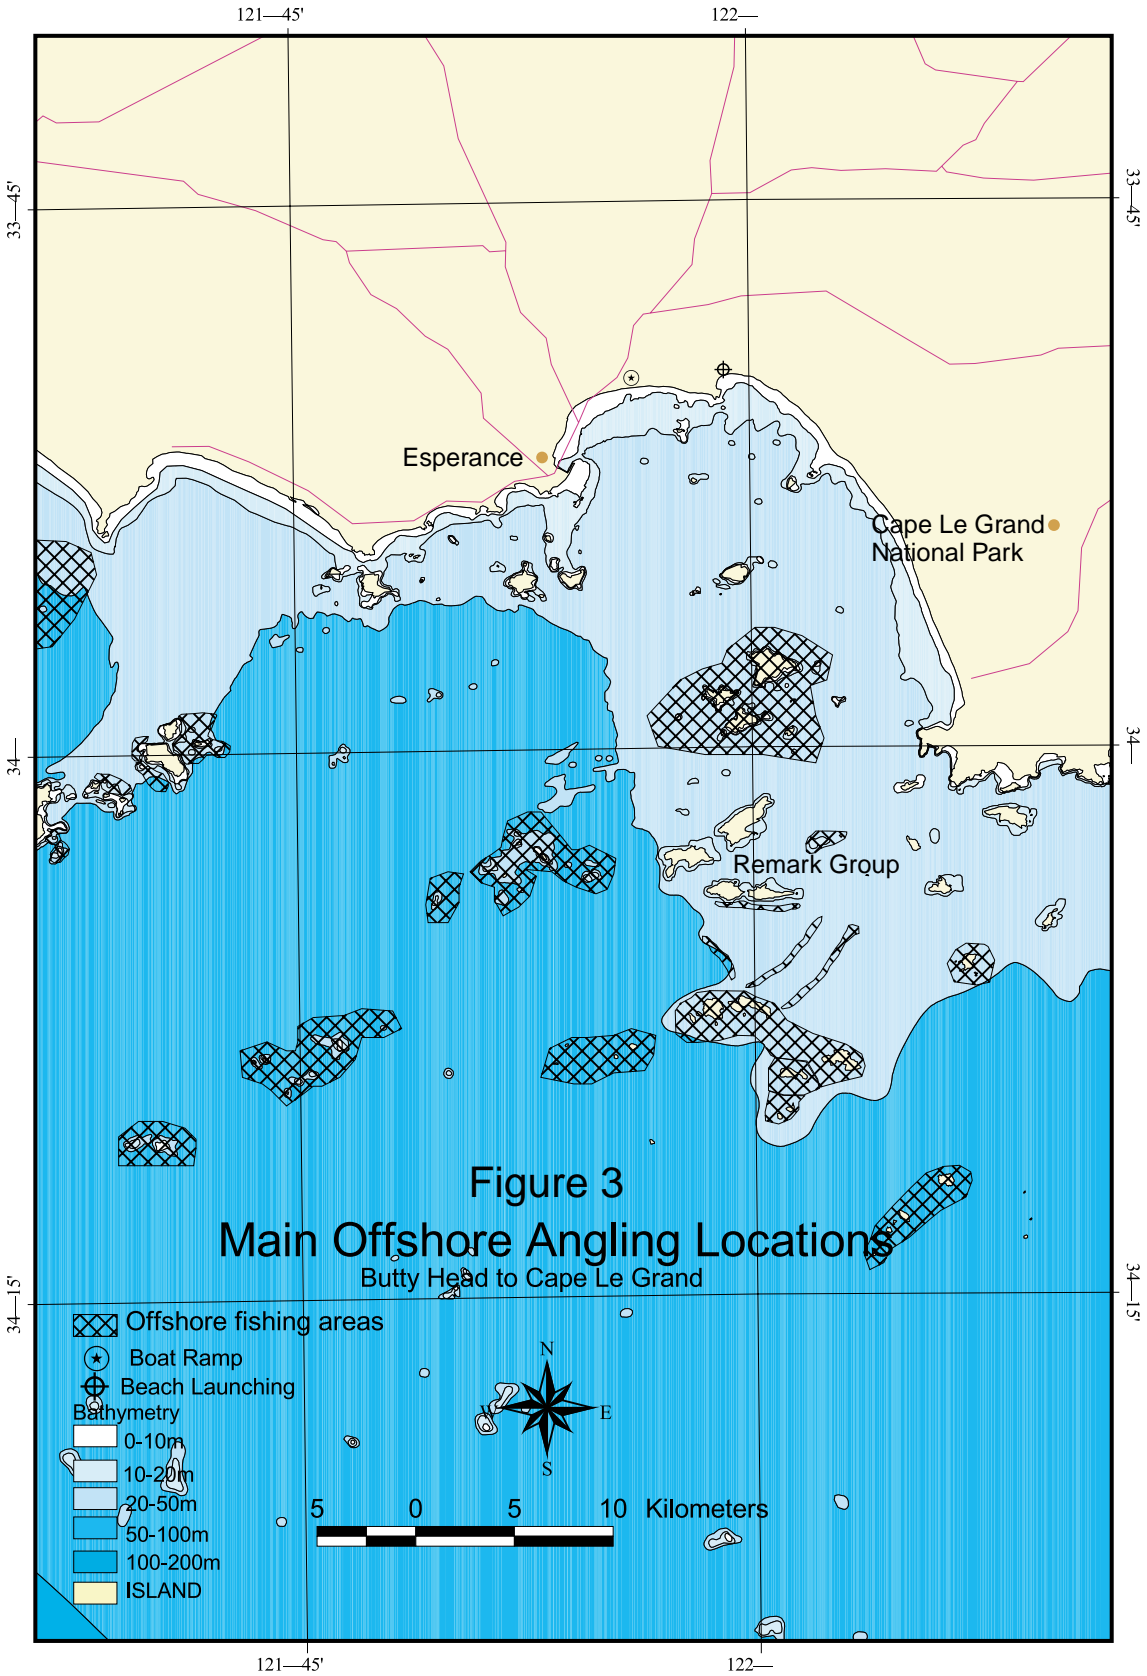 121—45'
122—
33—45'
33—45'
Esperance
Cape Le Grand
National Park
34—
34—
Remark Group
Figure 3
Main Offshore Angling Locations
Butty Head to Cape Le Grand
34—15'
34—15'
Offshore fishing areas
Boat Ramp
Beach Launching
Bathymetry
0-10m
10-20m
20-50m
50-100m
100-200m
ISLAND
N
W
E
S
5 0 5 10 Kilometers
121—45'
122—